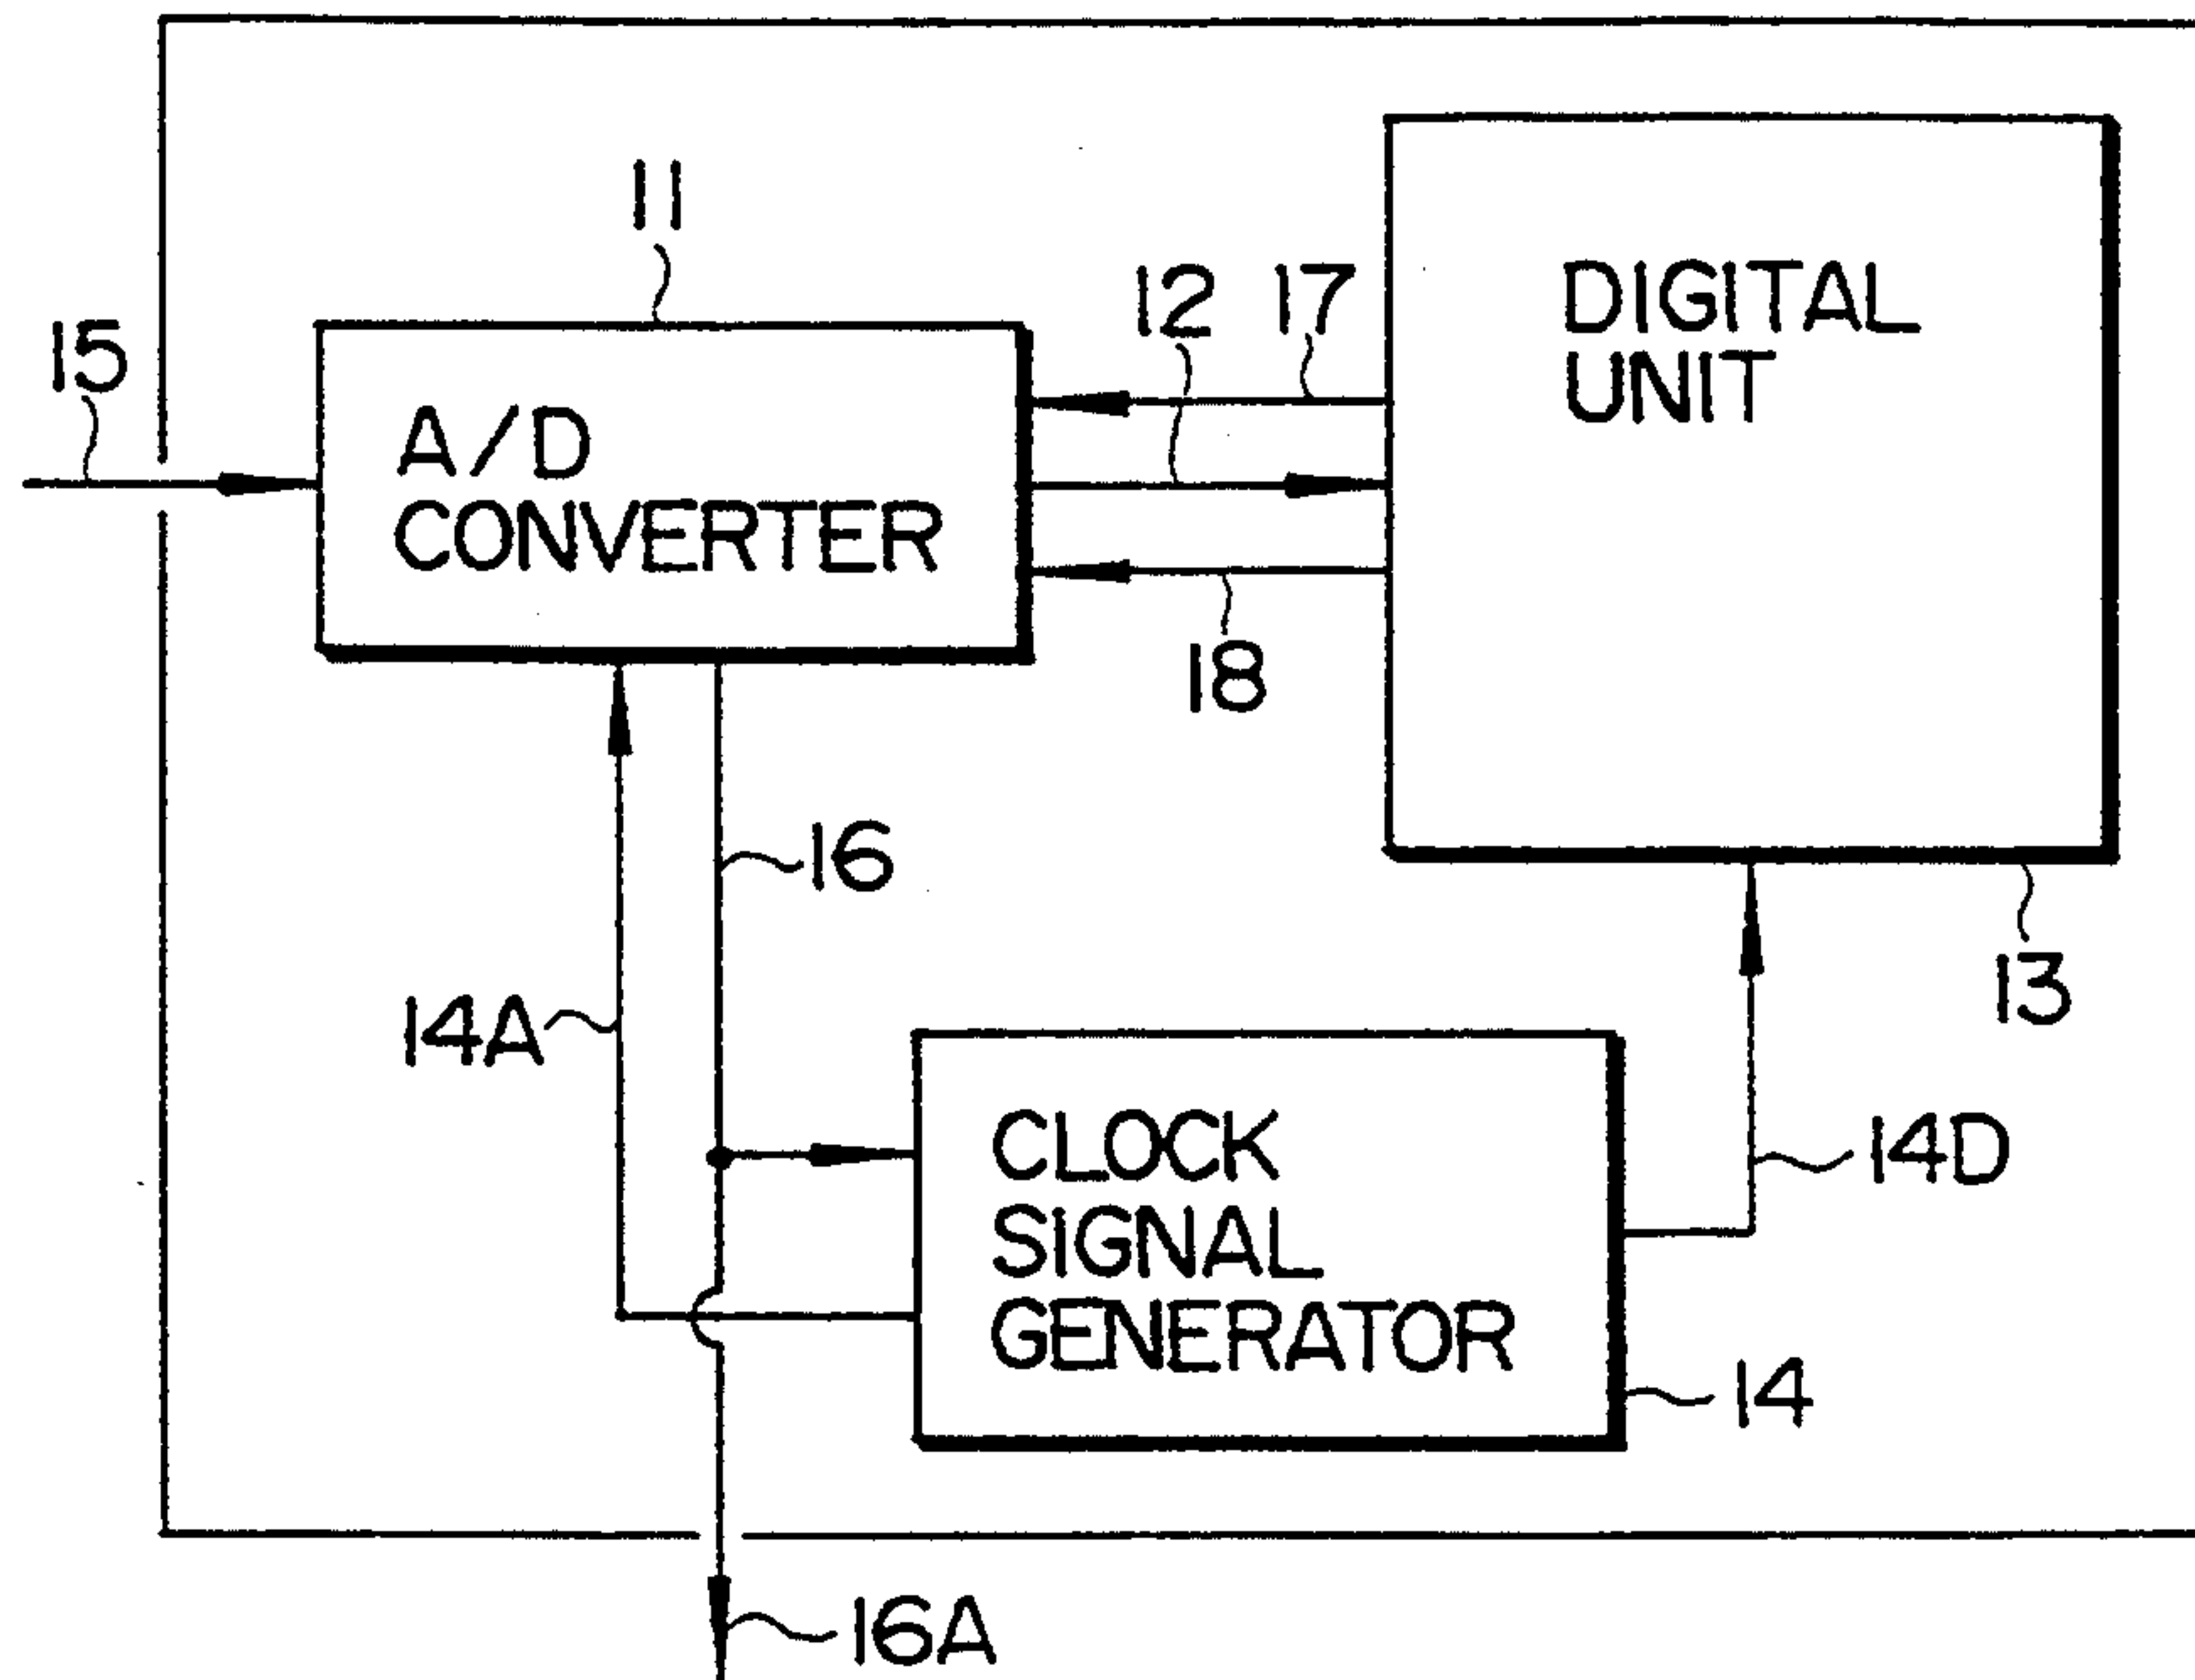 11
12 17
DIGITAL
UNIT
15
A/D
CONVERTER
18
16
13
14A
CLOCK
SIGNAL
GENERATOR
14D
14
16A